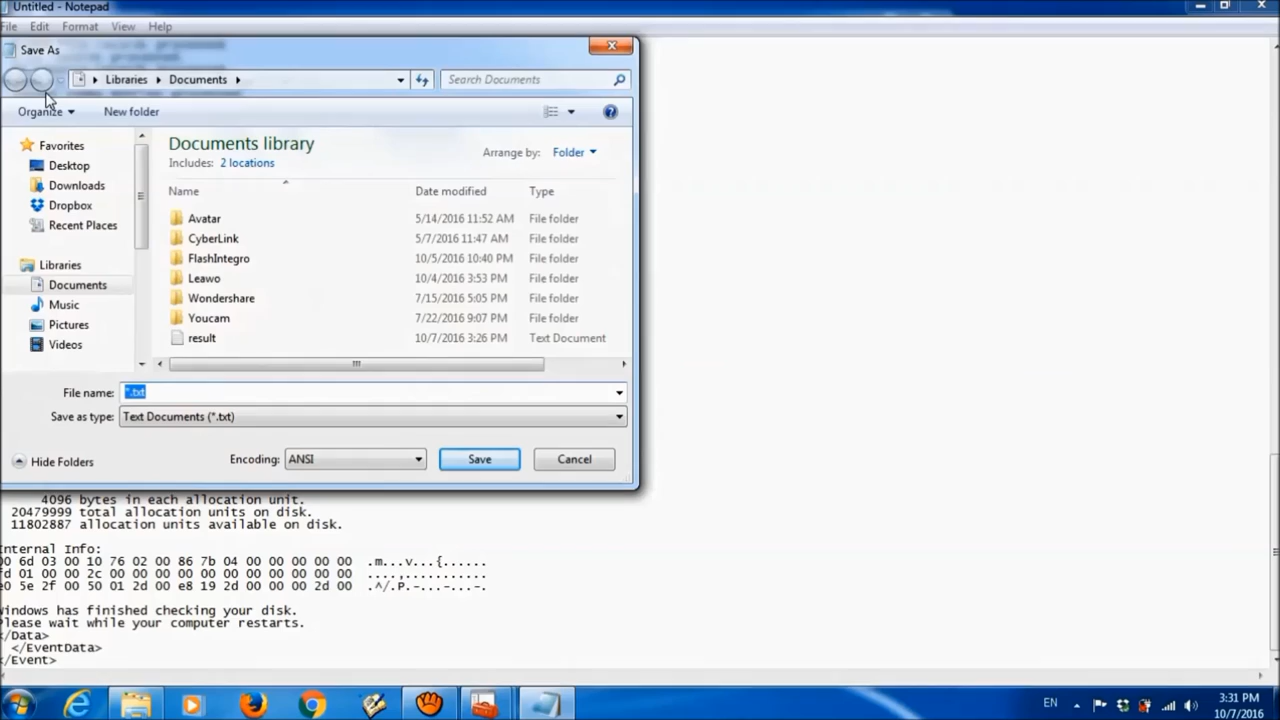 Untitled - Notepad
File Edit Format View Help
Save As
Libraries Documents
Search Documents
Organize New folder
Favorites
Desktop
Downloads
Dropbox
Recent Places
Libraries
Documents
Music
Pictures
Videos
Documents library
Includes: 2 locations
Arrange by: Folder
Name Date modified Type
Avatar 5/14/2016 11:52 AM File folder
CyberLink 5/7/2016 11:47 AM File folder
FlashIntegro 10/5/2016 10:40 PM File folder
Leawo 10/4/2016 3:53 PM File folder
Wondershare 7/15/2016 5:05 PM File folder
Youcam 7/22/2016 9:07 PM File folder
result 10/7/2016 3:26 PM Text Document
File name: *.txt
Save as type: Text Documents (*.txt)
Hide Folders Encoding: ANSI Save Cancel
4096 bytes in each allocation unit.
20479999 total allocation units on disk.
11802887 allocation units available on disk.
Internal Info:
00 6d 03 00 10 76 02 00 86 7b 04 00 00 00 00 00 .m...v...{......
fd 01 00 00 2c 00 00 00 00 00 00 00 00 00 00 00 ....,...........
e0 5e 2f 00 50 01 2d 00 e8 19 2d 00 00 00 2d 00 .^/.P.-...-...-.
Windows has finished checking your disk.
Please wait while your computer restarts.
</Data>
</EventData>
</Event>
EN 3:31 PM
10/7/2016